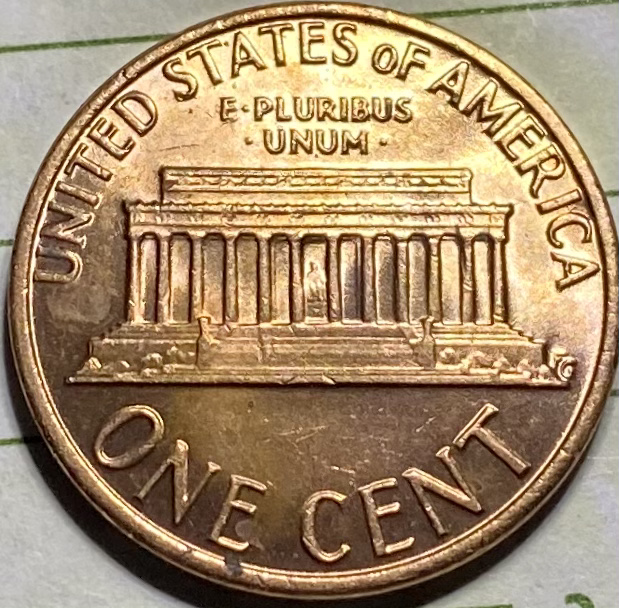 UNITED STATES OF AMERICA
E·PLURIBUS
·UNUM·
ONE CENT